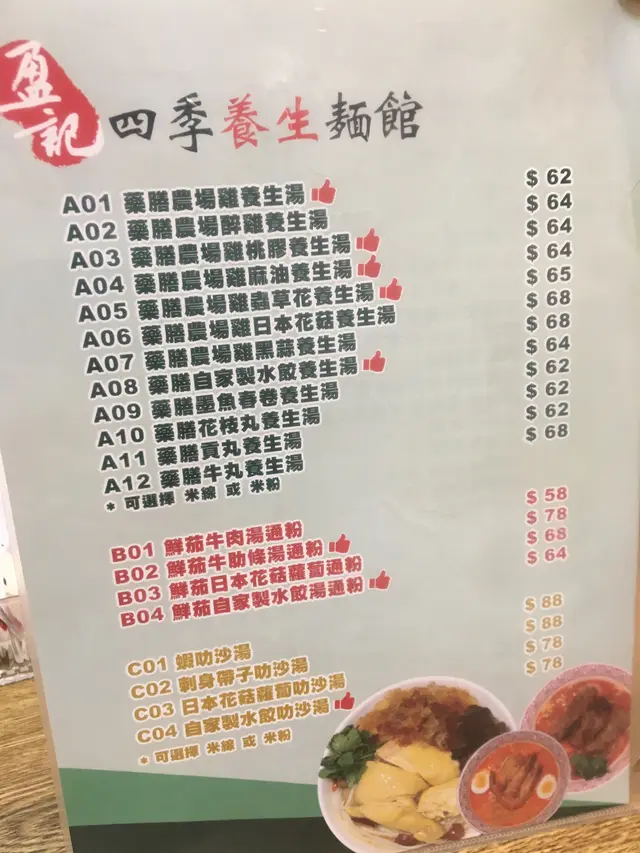 盈記
四季養生麵館
A01 藥膳農場雞養生湯 $ 62
A02 藥膳農場醉雞養生湯 $ 64
A03 藥膳農場雞桃膠養生湯 $ 64
A04 藥膳農場雞麻油養生湯 $ 64
A05 藥膳農場雞蟲草花養生湯 $ 65
A06 藥膳農場雞日本花菇養生湯 $ 68
A07 藥膳農場雞黑蒜養生湯 $ 68
A08 藥膳自家製水餃養生湯 $ 64
A09 藥膳墨魚春卷養生湯 $ 62
A10 藥膳花枝丸養生湯 $ 62
A11 藥膳貢丸養生湯 $ 62
A12 藥膳牛丸養生湯 $ 68
* 可選擇 米線 或 米粉
B01 鮮茄牛肉湯通粉 $ 58
B02 鮮茄牛肋條湯通粉 $ 78
B03 鮮茄日本花菇蘿蔔通粉 $ 68
B04 鮮茄自家製水餃湯通粉 $ 64
C01 蝦叻沙湯 $ 88
C02 刺身帶子叻沙湯 $ 88
C03 日本花菇蘿蔔叻沙湯 $ 78
C04 自家製水餃叻沙湯 $ 78
* 可選擇 米線 或 米粉